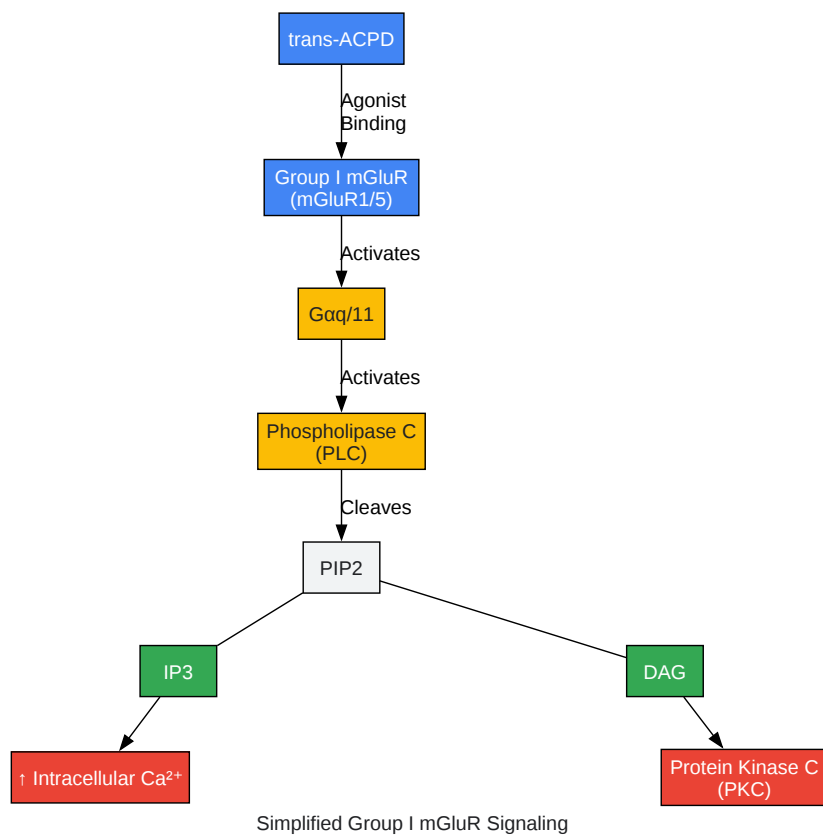 trans-ACPD
Agonist
Binding
Group I mGluR
(mGluR1/5)
Activates
Gαq/11
Activates
Phospholipase C
(PLC)
Cleaves
PIP2
IP3
DAG
↑ Intracellular Ca²⁺
Protein Kinase C
(PKC)
Simplified Group I mGluR Signaling